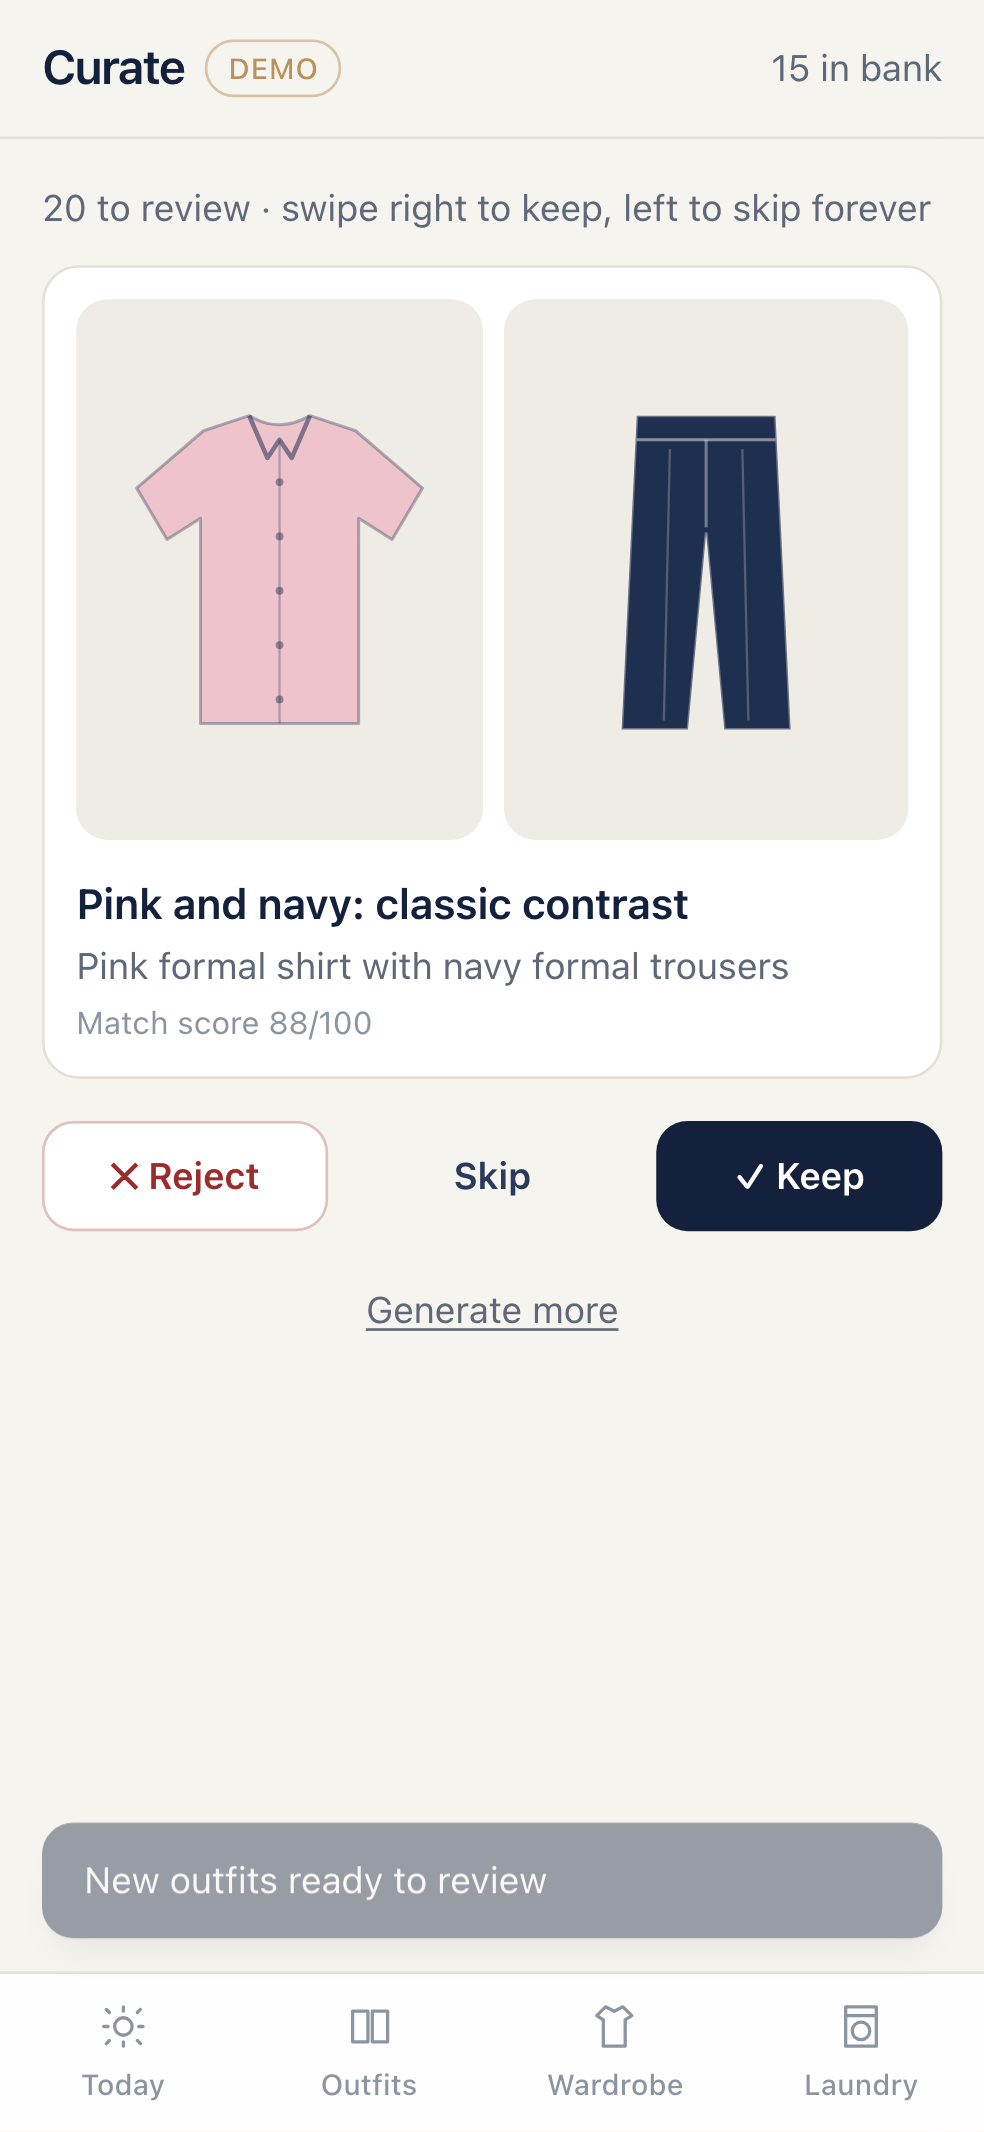 Curate DEMO 15 in bank
20 to review · swipe right to keep, left to skip forever
Pink and navy: classic contrast
Pink formal shirt with navy formal trousers
Match score 88/100
✕ Reject Skip ✓ Keep
Generate more
New outfits ready to review
Today Outfits Wardrobe Laundry